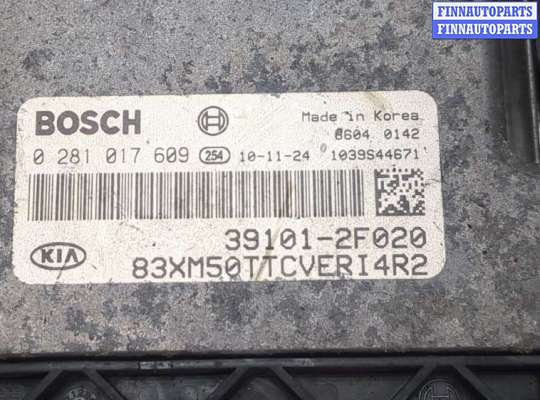 FINNAUTOPARTS
FINNAUTOPARTS
BOSCH
Made in Korea
0604 0142
0 281 017 609 254 10-11-24 1039S44671
KIA
39101-2F020
83XM50TTCVERI4R2